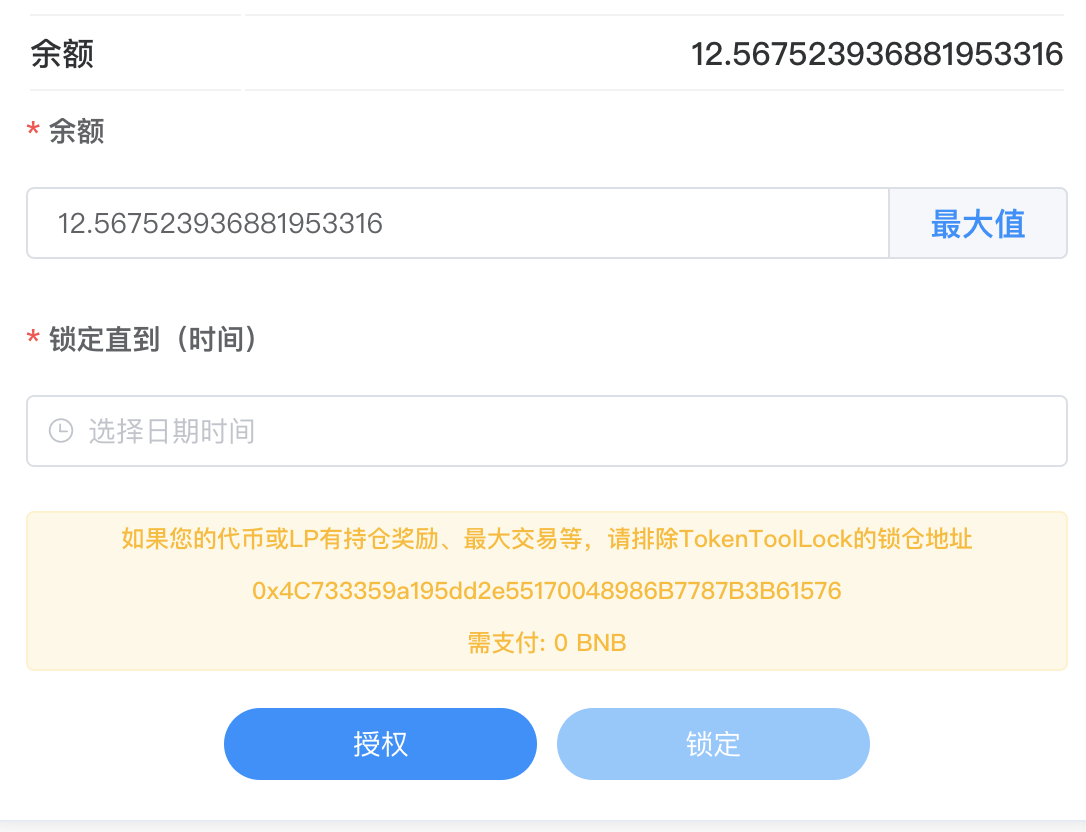 余额 12.567523936881953316
* 余额
12.567523936881953316 最大值
* 锁定直到（时间）
选择日期时间
如果您的代币或LP有持仓奖励、最大交易等，请排除TokenToolLock的锁仓地址
0x4C733359a195dd2e55170048986B7787B3B61576
需支付: 0 BNB
授权 锁定